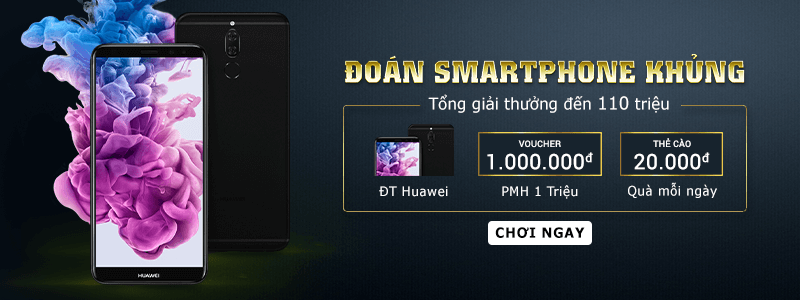 HUAWEI
ĐOÁN SMARTPHONE KHỦNG
Tổng giải thưởng đến 110 triệu
VOUCHER
1.000.000đ
THẺ CÀO
20.000đ
ĐT Huawei
PMH 1 Triệu
Quà mỗi ngày
CHƠI NGAY